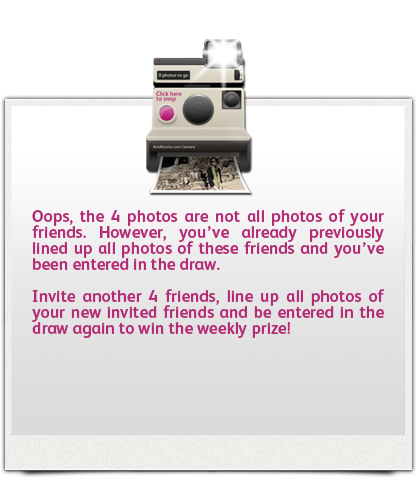 8 photos to go
Click here
to snap
Oops, the 4 photos are not all photos of your
friends. However, you've already previously
lined up all photos of these friends and you've
been entered in the draw.
Invite another 4 friends, line up all photos of
your new invited friends and be entered in the
draw again to win the weekly prize!